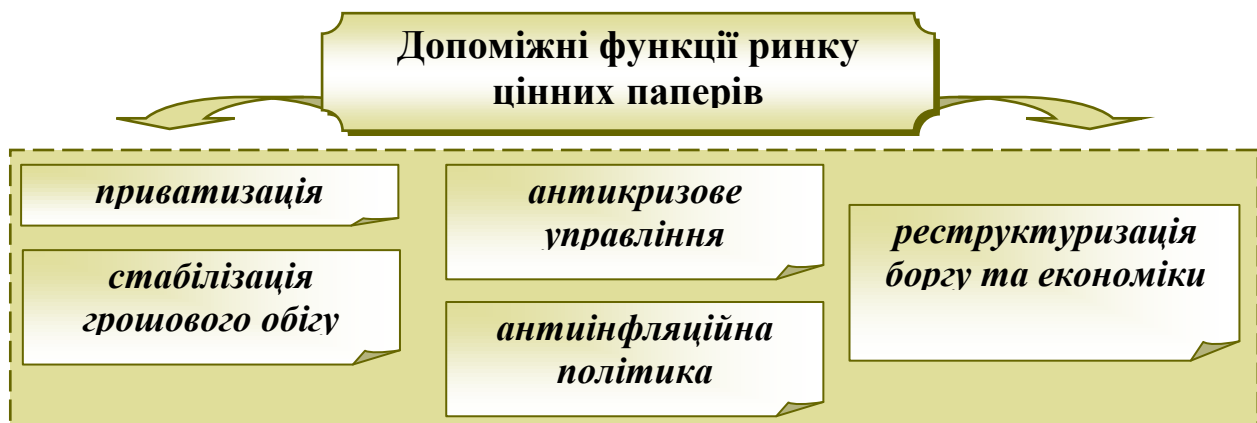 Допоміжні функції ринку
цінних паперів
приватизація
стабілізація
грошового обігу
антикризове
управління
антиінфляційна
політика
реструктуризація
боргу та економіки